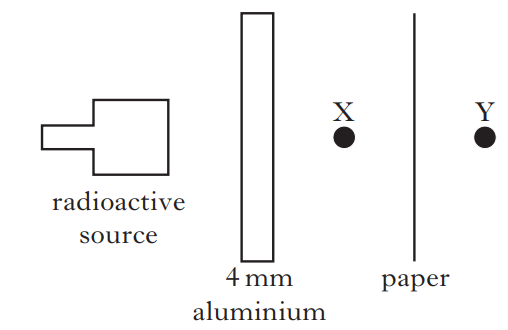 X
Y
radioactive
source
4 mm
aluminium
paper